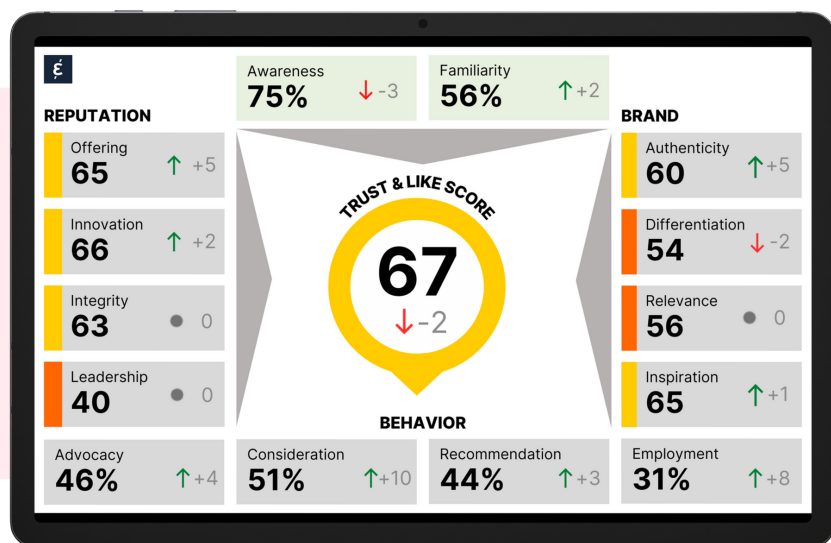 έ
Awareness
75% ↓ -3
Familiarity
56% ↑ +2
REPUTATION
Offering
65 ↑ +5
Innovation
66 ↑ +2
Integrity
63 ● 0
Leadership
40 ● 0
TRUST & LIKE SCORE
67
↓ -2
BRAND
Authenticity
60 ↑ +5
Differentiation
54 ↓ -2
Relevance
56 ● 0
Inspiration
65 ↑ +1
BEHAVIOR
Advocacy
46% ↑ +4
Consideration
51% ↑ +10
Recommendation
44% ↑ +3
Employment
31% ↑ +8